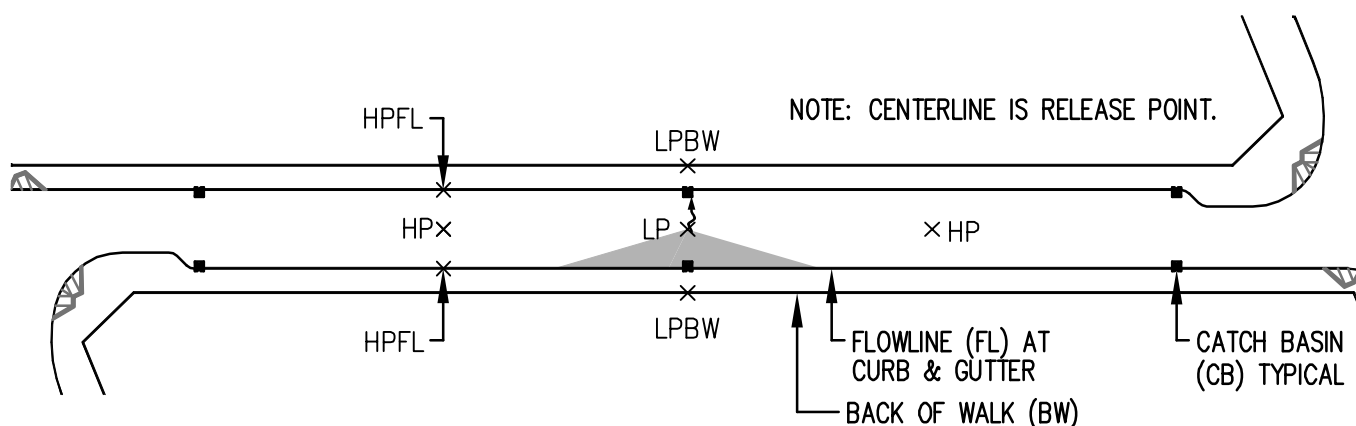 NOTE: CENTERLINE IS RELEASE POINT.
HPFL
LPBW
HP
LP
HP
HPFL
LPBW
FLOWLINE (FL) AT
CURB & GUTTER
CATCH BASIN
(CB) TYPICAL
BACK OF WALK (BW)